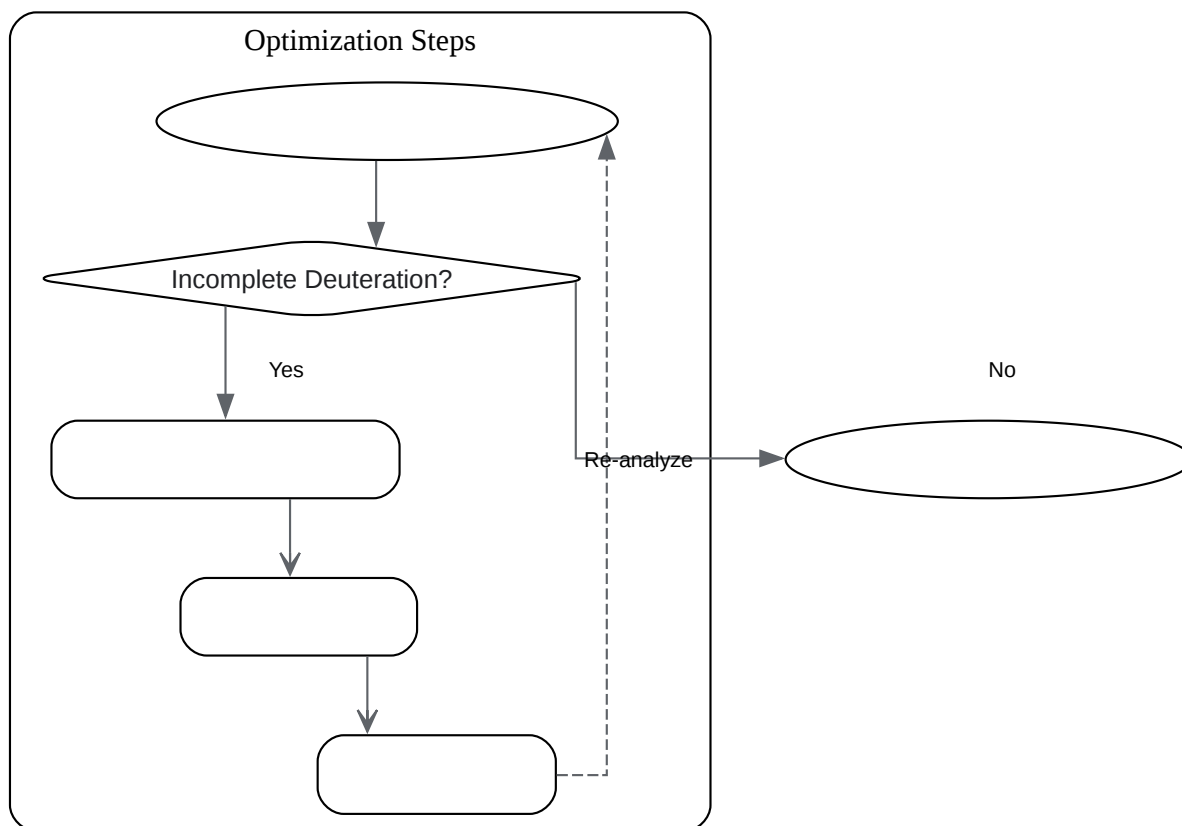 Optimization Steps
Incomplete Deuteration?
Yes
No
Re-analyze